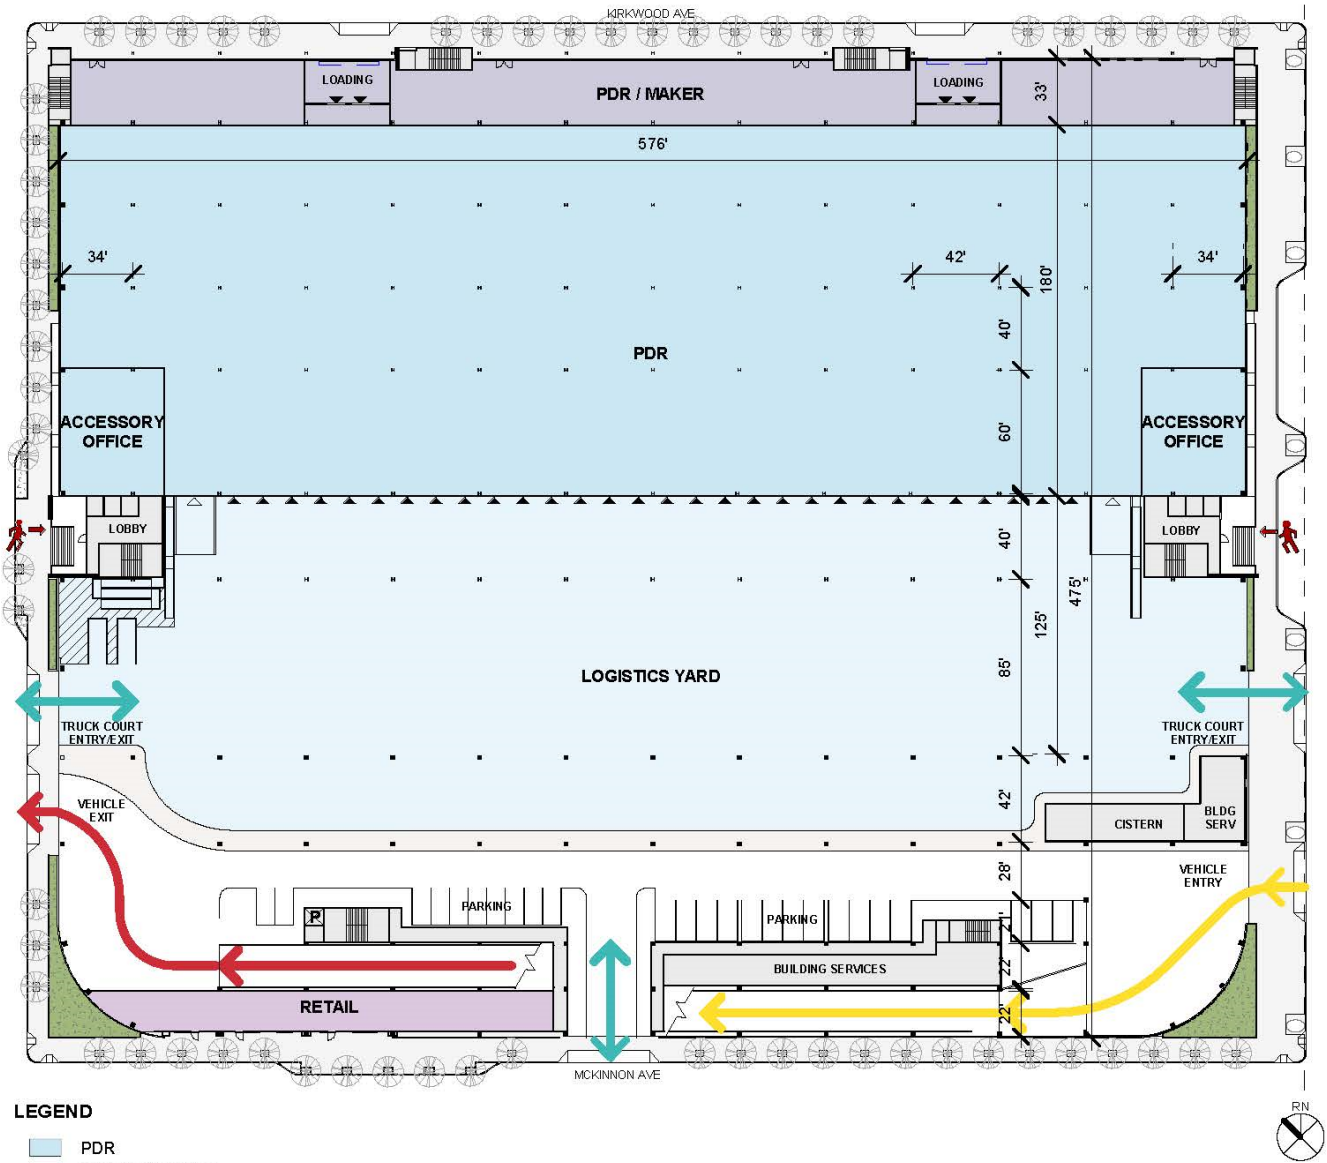 KIRKWOOD AVE
LOADING
PDR / MAKER
LOADING
33'
576'
34'
42'
34'
180'
40'
PDR
60'
ACCESSORY
OFFICE
ACCESSORY
OFFICE
LOBBY
LOBBY
40'
475'
125'
85'
LOGISTICS YARD
TRUCK COURT
ENTRY/EXIT
TRUCK COURT
ENTRY/EXIT
VEHICLE
EXIT
42'
CISTERN
BLDG
SERV
28'
VEHICLE
ENTRY
PARKING
P
PARKING
22'
BUILDING SERVICES
RETAIL
22'
MCKINNON AVE
LEGEND
RN
PDR